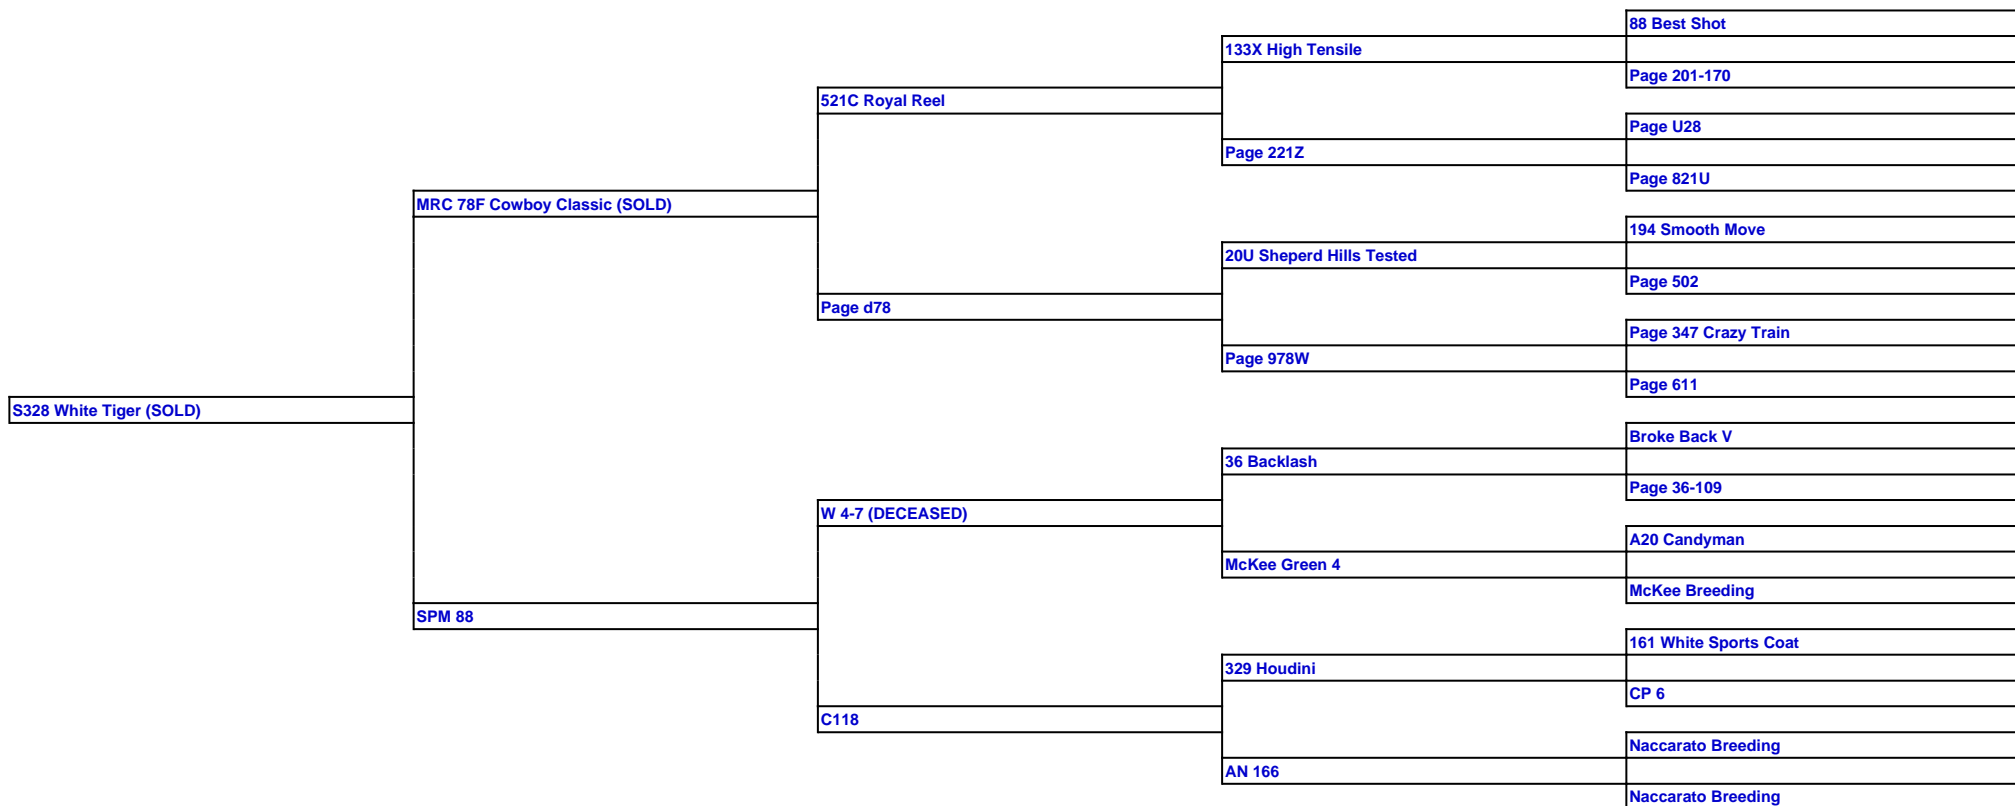 88 Best Shot
133X High Tensile
Page 201-170
521C Royal Reel
Page U28
Page 221Z
Page 821U
MRC 78F Cowboy Classic (SOLD)
194 Smooth Move
20U Sheperd Hills Tested
Page 502
Page d78
Page 347 Crazy Train
Page 978W
Page 611
S328 White Tiger (SOLD)
Broke Back V
36 Backlash
Page 36-109
W 4-7 (DECEASED)
A20 Candyman
McKee Green 4
McKee Breeding
SPM 88
161 White Sports Coat
329 Houdini
CP 6
C118
Naccarato Breeding
AN 166
Naccarato Breeding